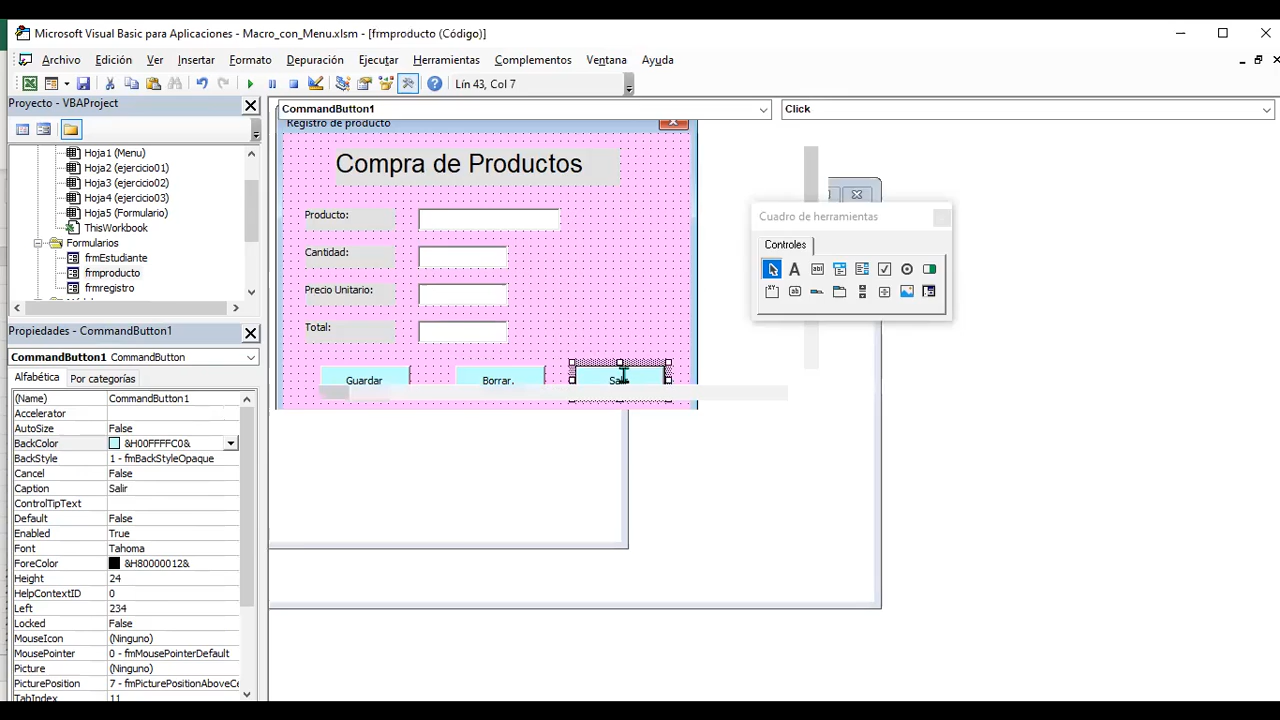 Microsoft Visual Basic para Aplicaciones - Macro_con_Menu.xlsm - [frmproducto (Código)]
Archivo Edición Ver Insertar Formato Depuración Ejecutar Herramientas Complementos Ventana Ayuda
Lín 43, Col 7
Proyecto - VBAProject
CommandButton1
Click
Hoja1 (Menu)
Hoja2 (ejercicio01)
Hoja3 (ejercicio02)
Hoja4 (ejercicio03)
Hoja5 (Formulario)
ThisWorkbook
Formularios
frmEstudiante
frmproducto
frmregistro
Registro de producto
Compra de Productos
Producto:
Cantidad:
Precio Unitario:
Total:
Guardar
Borrar.
Cuadro de herramientas
Controles
Propiedades - CommandButton1
CommandButton1 CommandButton
Alfabética Por categorías
(Name) CommandButton1
Accelerator
AutoSize False
BackColor &H00FFFFC0&
BackStyle 1 - fmBackStyleOpaque
Cancel False
Caption Salir
ControlTipText
Default False
Enabled True
Font Tahoma
ForeColor &H80000012&
Height 24
HelpContextID 0
Left 234
Locked False
MouseIcon (Ninguno)
MousePointer 0 - fmMousePointerDefault
Picture (Ninguno)
PicturePosition 7 - fmPicturePositionAboveCe
TabIndex 11